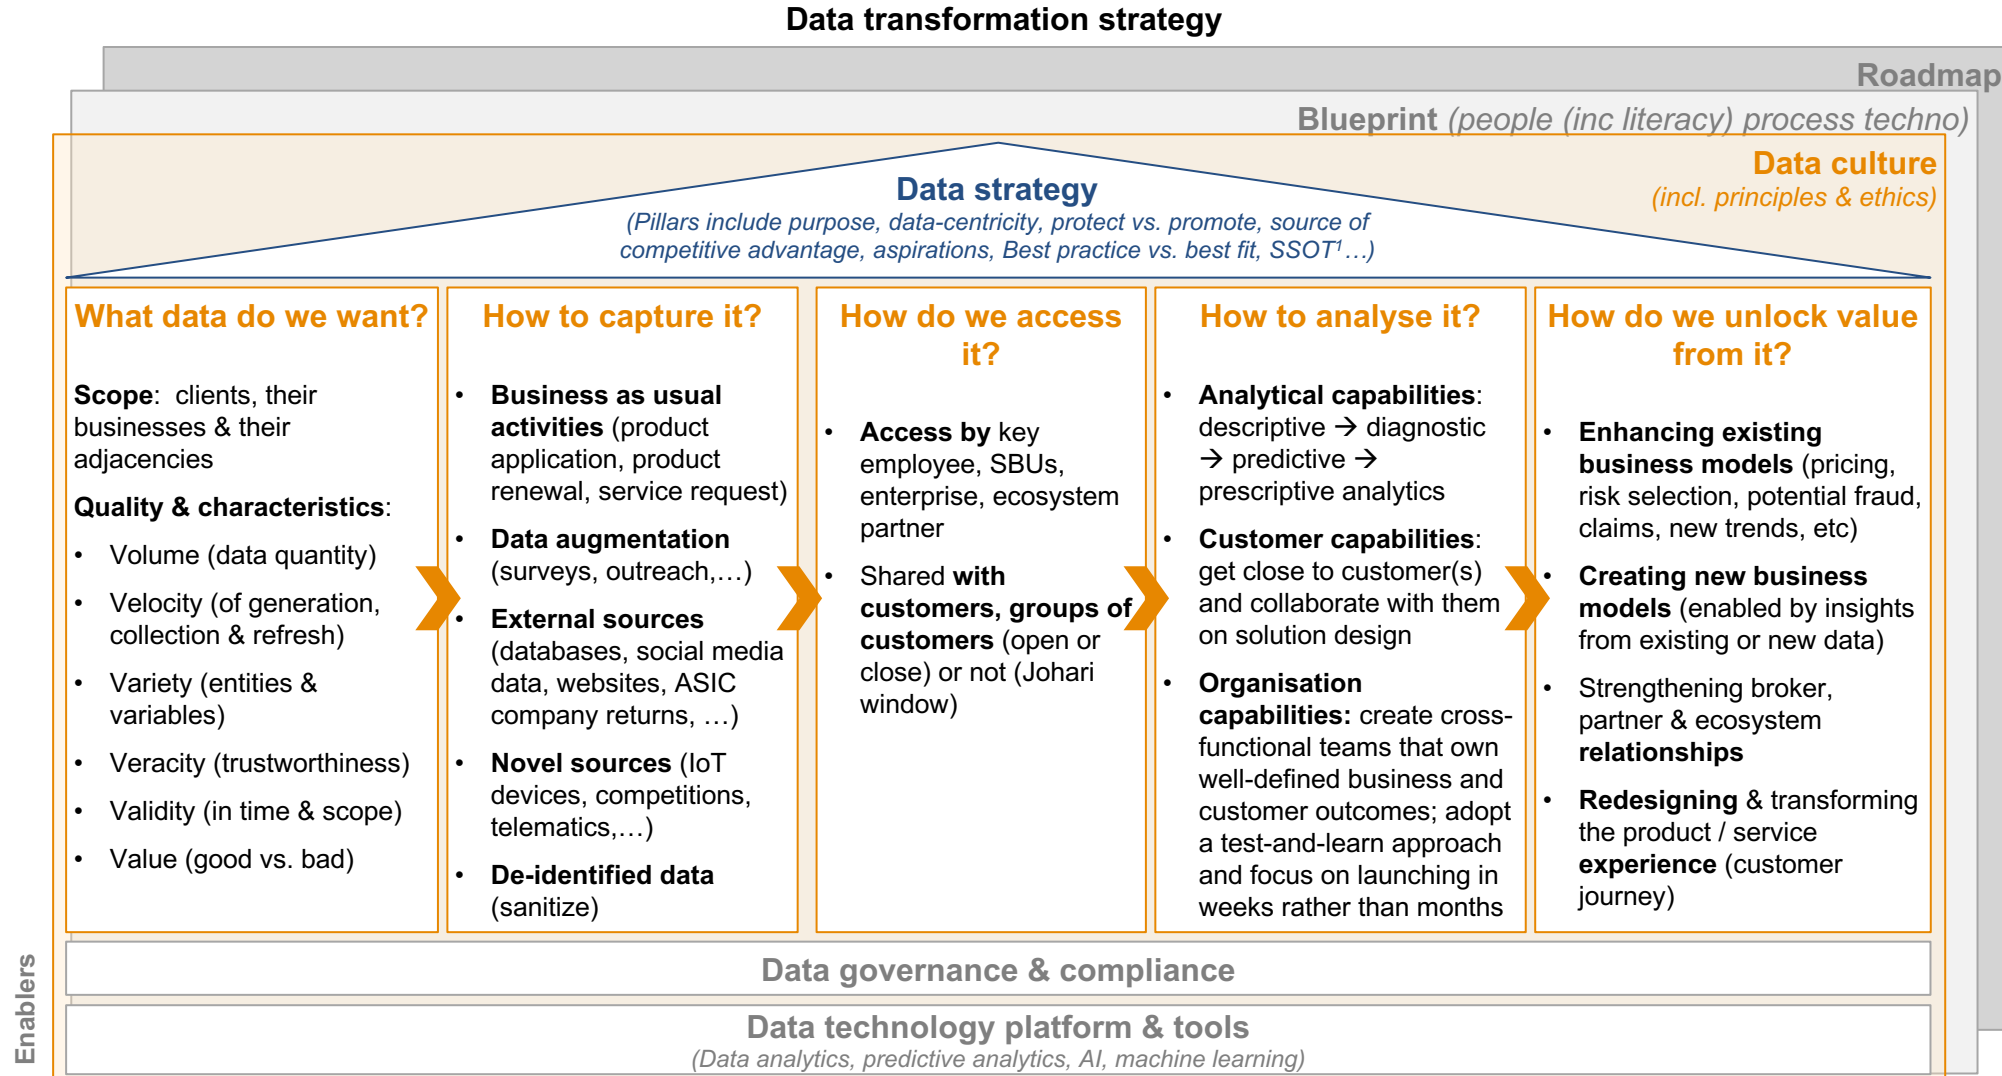 Data transformation strategy
Roadmap
Blueprint (people (inc literacy) process techno)
Data culture
(incl. principles & ethics)
Data strategy
(Pillars include purpose, data-centricity, protect vs. promote, source of
competitive advantage, aspirations, Best practice vs. best fit, SSOT¹…)
What data do we want?
Scope:  clients, their
businesses & their
adjacencies
Quality & characteristics:
• Volume (data quantity)
• Velocity (of generation,
collection & refresh)
• Variety (entities &
variables)
• Veracity (trustworthiness)
• Validity (in time & scope)
• Value (good vs. bad)
How to capture it?
• Business as usual
activities (product
application, product
renewal, service request)
• Data augmentation
(surveys, outreach,…)
• External sources
(databases, social media
data, websites, ASIC
company returns, …)
• Novel sources (IoT
devices, competitions,
telematics,…)
• De-identified data
(sanitize)
How do we access
it?
• Access by key
employee, SBUs,
enterprise, ecosystem
partner
• Shared with
customers, groups of
customers (open or
close) or not (Johari
window)
How to analyse it?
• Analytical capabilities:
descriptive → diagnostic
→ predictive →
prescriptive analytics
• Customer capabilities:
get close to customer(s)
and collaborate with them
on solution design
• Organisation
capabilities: create cross-
functional teams that own
well-defined business and
customer outcomes; adopt
a test-and-learn approach
and focus on launching in
weeks rather than months
How do we unlock value
from it?
• Enhancing existing
business models (pricing,
risk selection, potential fraud,
claims, new trends, etc)
• Creating new business
models (enabled by insights
from existing or new data)
• Strengthening broker,
partner & ecosystem
relationships
• Redesigning & transforming
the product / service
experience (customer
journey)
Enablers
Data governance & compliance
Data technology platform & tools
(Data analytics, predictive analytics, AI, machine learning)